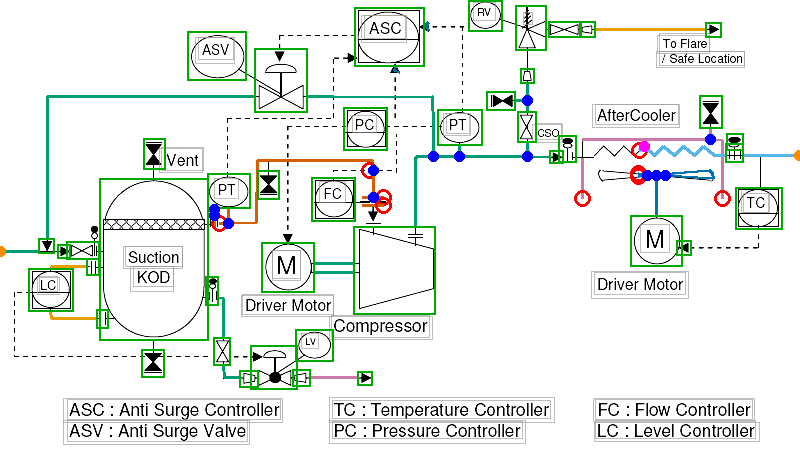 RV
ASV
ASC
To Flare
/ Safe Location
PC
PT
CSO
AfterCooler
Vent
PT
FC
TC
Suction
KOD
LC
M
M
Driver Motor
Driver Motor
Compressor
LV
ASC : Anti Surge Controller
TC : Temperature Controller
FC : Flow Controller
ASV : Anti Surge Valve
PC : Pressure Controller
LC : Level Controller